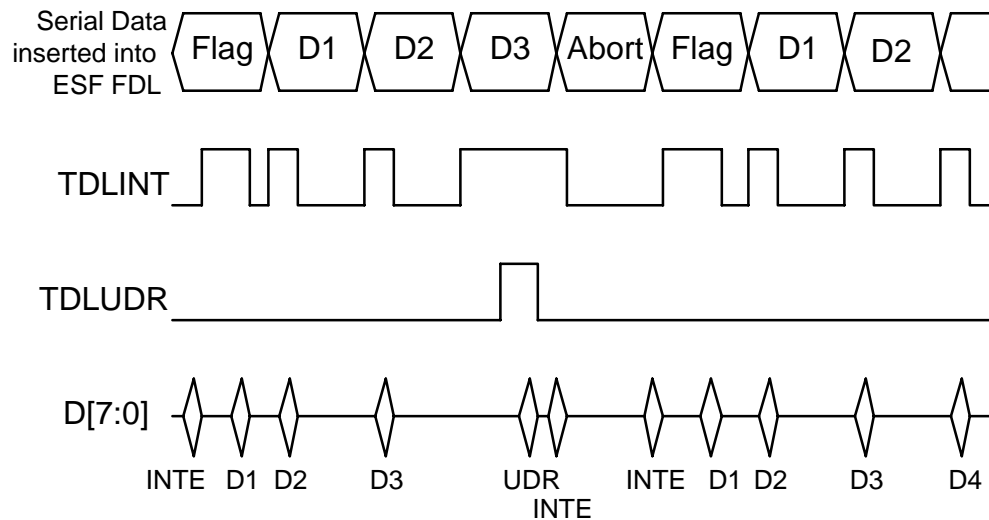 Serial Data
inserted into
ESF FDL
Flag D1 D2 D3 Abort Flag D1 D2
TDLINT
TDLUDR
D[7:0]
INTE D1 D2 D3 UDR INTE D1 D2 D3 D4
INTE